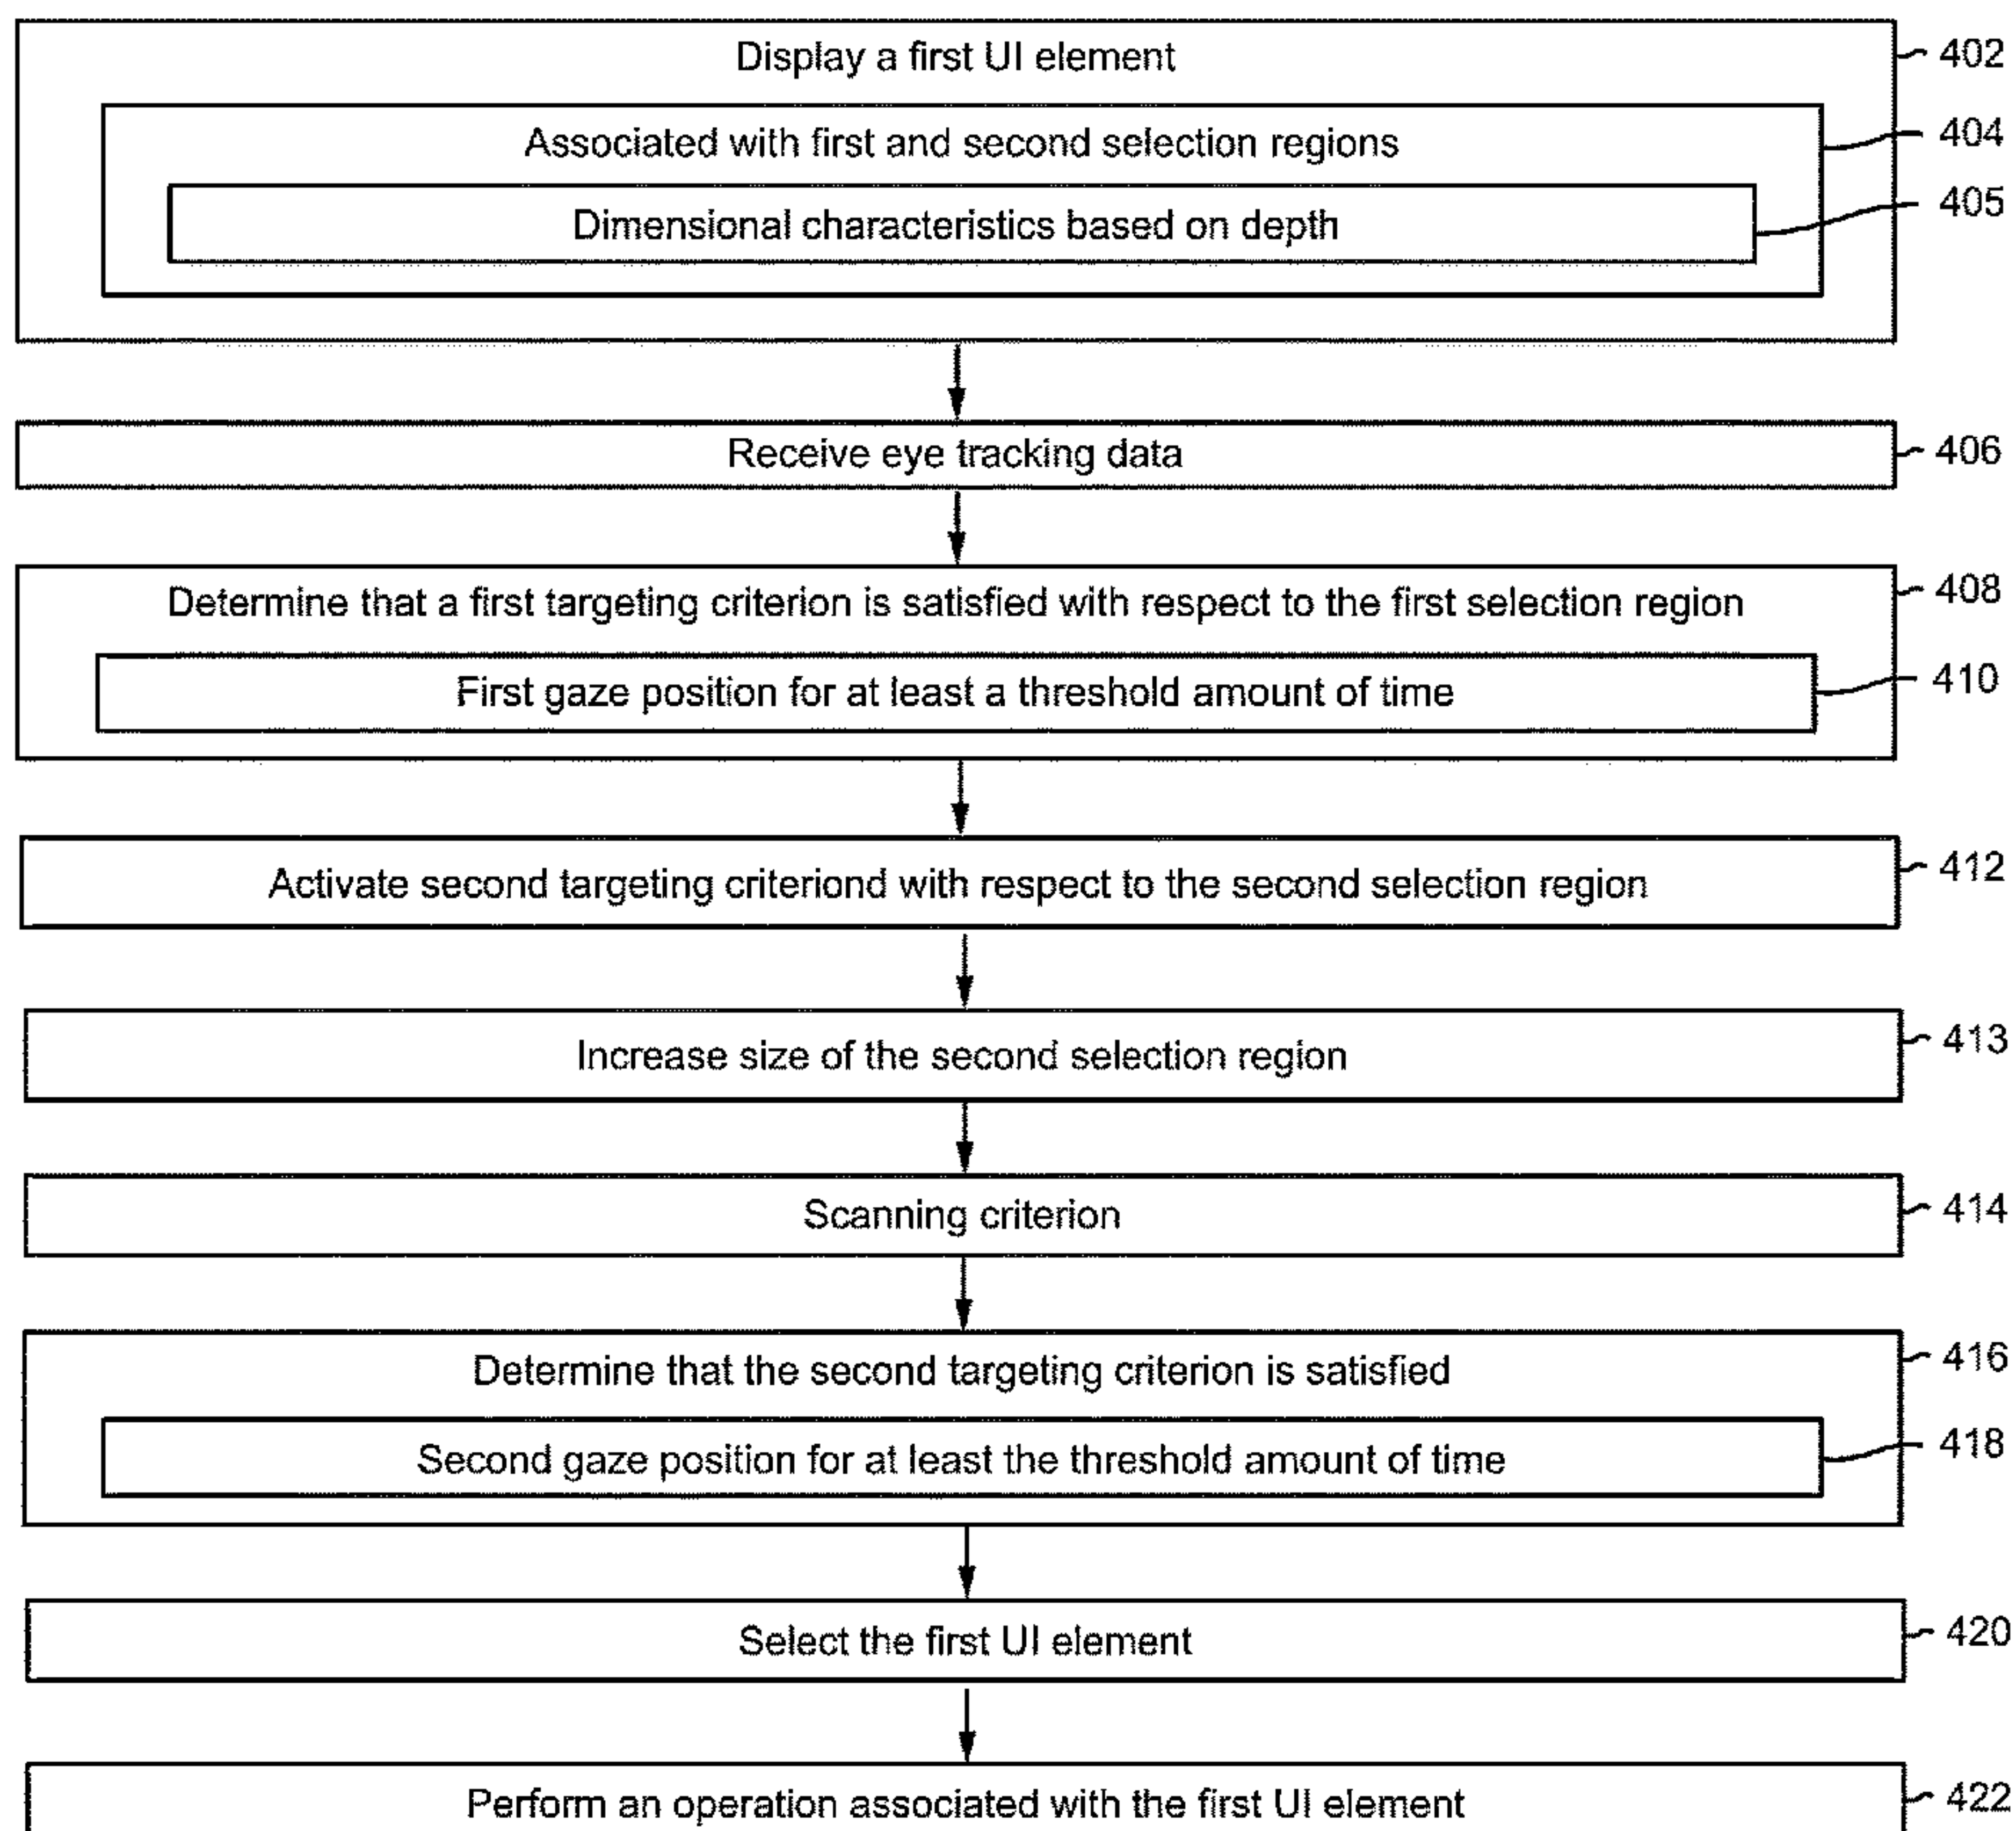 Display a first UI element
402
Associated with first and second selection regions
404
Dimensional characteristics based on depth
405
Receive eye tracking data
406
Determine that a first targeting criterion is satisfied with respect to the first selection region
408
First gaze position for at least a threshold amount of time
410
Activate second targeting criteriond with respect to the second selection region
412
Increase size of the second selection region
413
Scanning criterion
414
Determine that the second targeting criterion is satisfied
416
Second gaze position for at least the threshold amount of time
418
Select the first UI element
420
Perform an operation associated with the first UI element
422